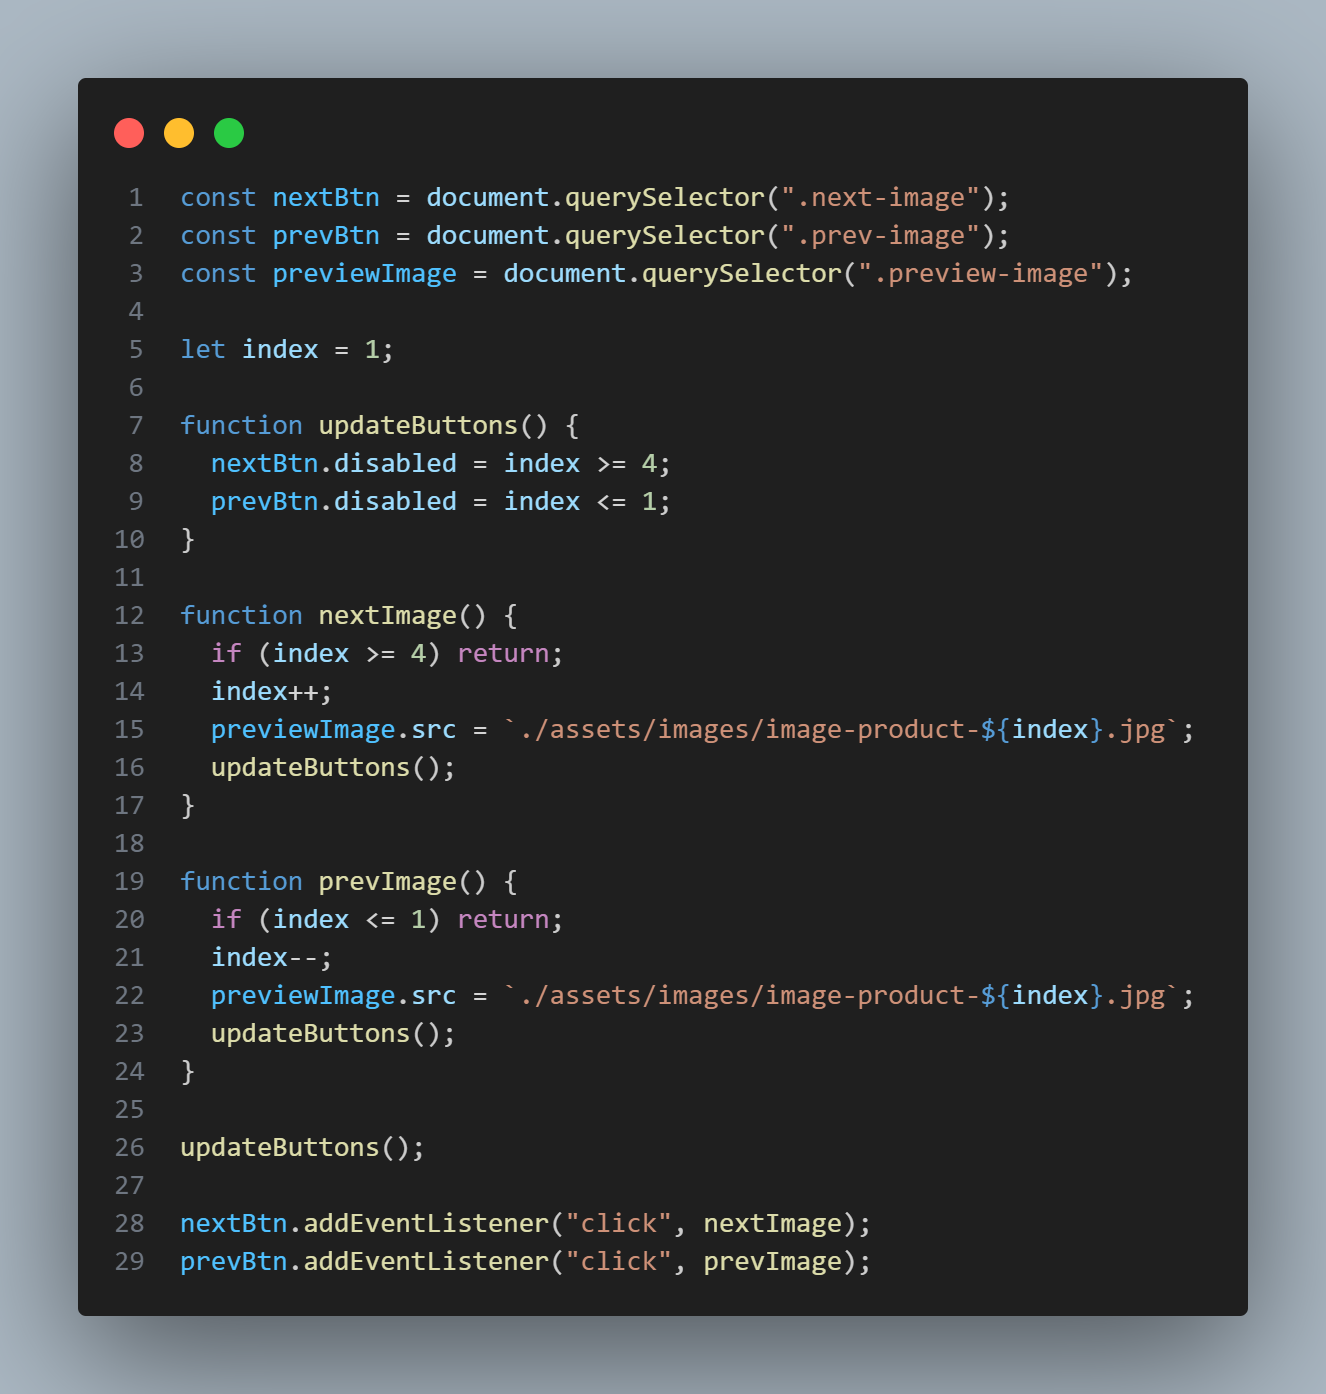 1 const nextBtn = document.querySelector(".next-image");
2 const prevBtn = document.querySelector(".prev-image");
3 const previewImage = document.querySelector(".preview-image");
4
5 let index = 1;
6
7 function updateButtons() {
8   nextBtn.disabled = index >= 4;
9   prevBtn.disabled = index <= 1;
10 }
11
12 function nextImage() {
13   if (index >= 4) return;
14   index++;
15   previewImage.src = `./assets/images/image-product-${index}.jpg`;
16   updateButtons();
17 }
18
19 function prevImage() {
20   if (index <= 1) return;
21   index--;
22   previewImage.src = `./assets/images/image-product-${index}.jpg`;
23   updateButtons();
24 }
25
26 updateButtons();
27
28 nextBtn.addEventListener("click", nextImage);
29 prevBtn.addEventListener("click", prevImage);